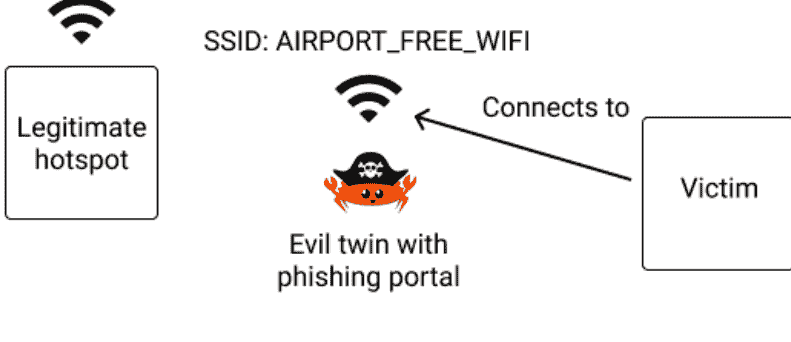 SSID: AIRPORT_FREE_WIFI
Legitimate
hotspot
Connects to
Victim
Evil twin with
phishing portal